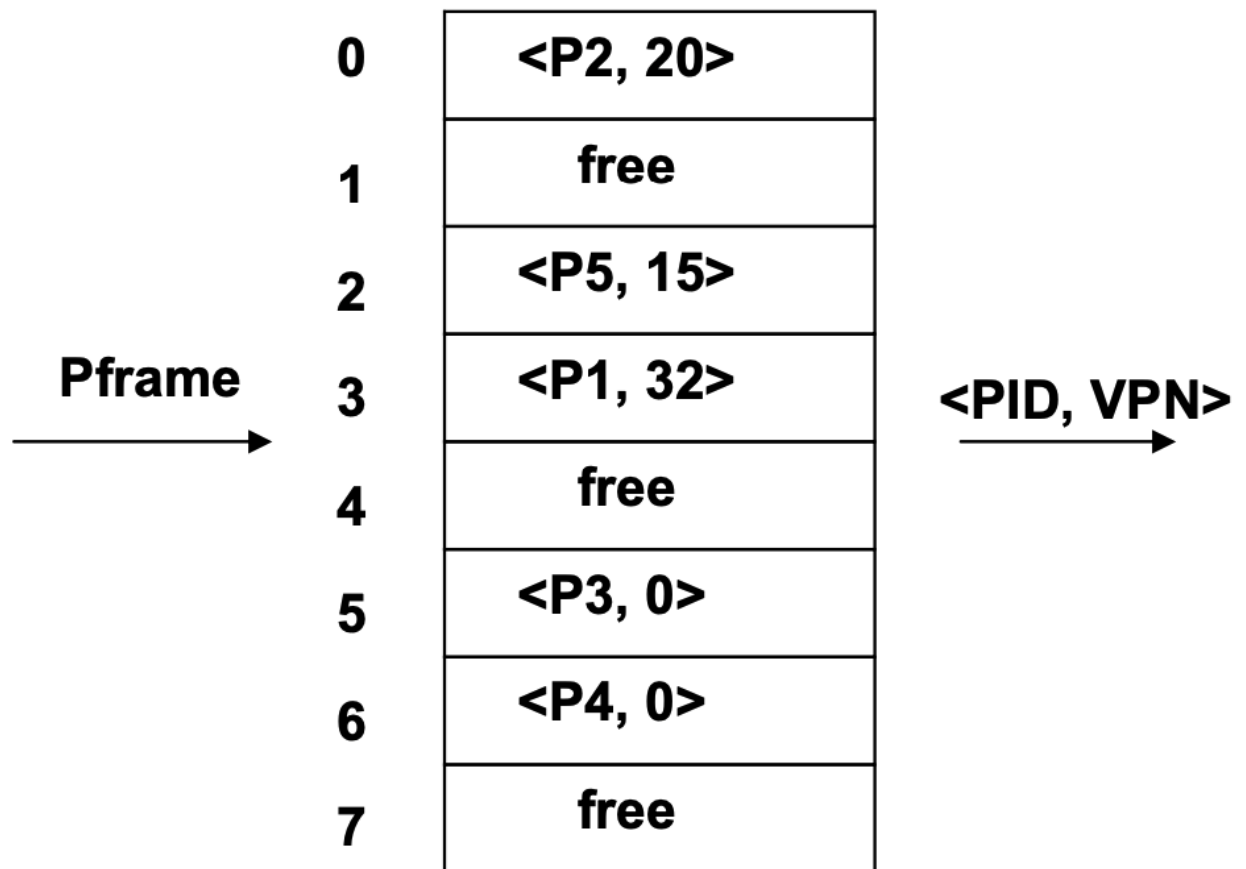 0 <P2, 20>
1 free
2 <P5, 15>
Pframe
3 <P1, 32>
<PID, VPN>
4 free
5 <P3, 0>
6 <P4, 0>
7 free